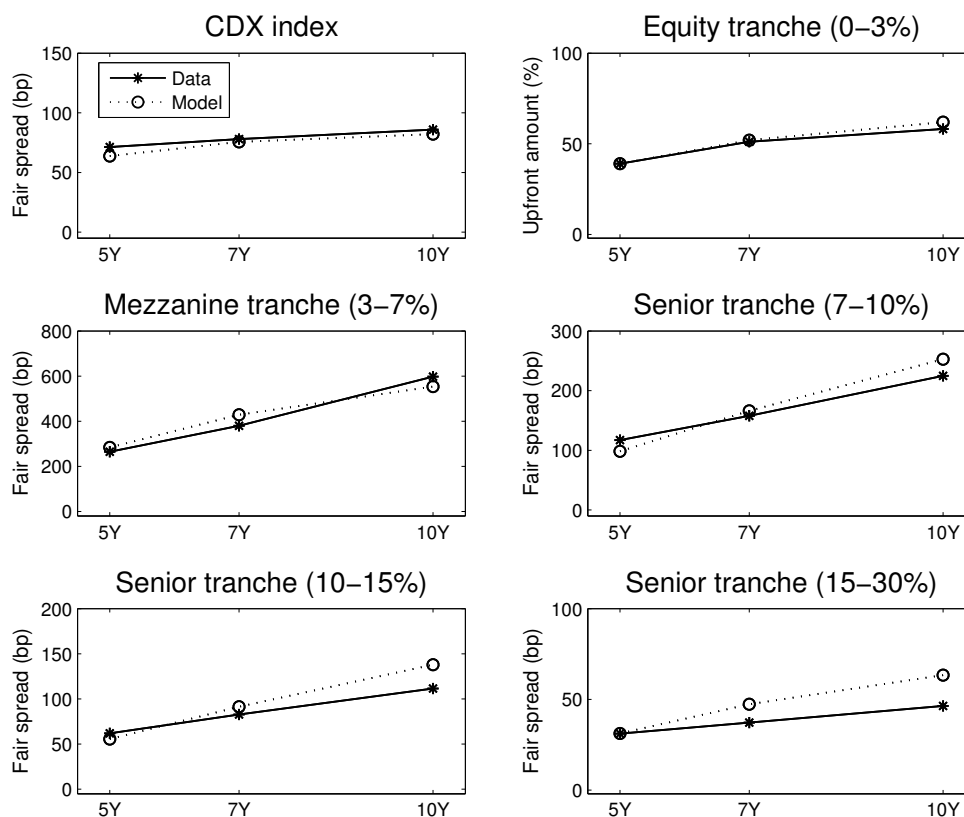 CDX index
150
100
50
0
Fair spread (bp)
Data
Model
5Y 7Y 10Y
Equity tranche (0−3%)
100
50
0
Upfront amount (%)
5Y 7Y 10Y
Mezzanine tranche (3−7%)
800
600
400
200
0
Fair spread (bp)
5Y 7Y 10Y
Senior tranche (7−10%)
300
200
100
0
Fair spread (bp)
5Y 7Y 10Y
Senior tranche (10−15%)
200
150
100
50
0
Fair spread (bp)
5Y 7Y 10Y
Senior tranche (15−30%)
100
50
0
Fair spread (bp)
5Y 7Y 10Y